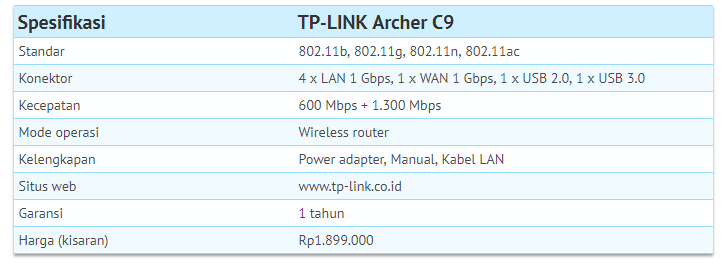 Spesifikasi TP-LINK Archer C9
Standar 802.11b, 802.11g, 802.11n, 802.11ac
Konektor 4 x LAN 1 Gbps, 1 x WAN 1 Gbps, 1 x USB 2.0, 1 x USB 3.0
Kecepatan 600 Mbps + 1.300 Mbps
Mode operasi Wireless router
Kelengkapan Power adapter, Manual, Kabel LAN
Situs web www.tp-link.co.id
Garansi 1 tahun
Harga (kisaran) Rp1.899.000